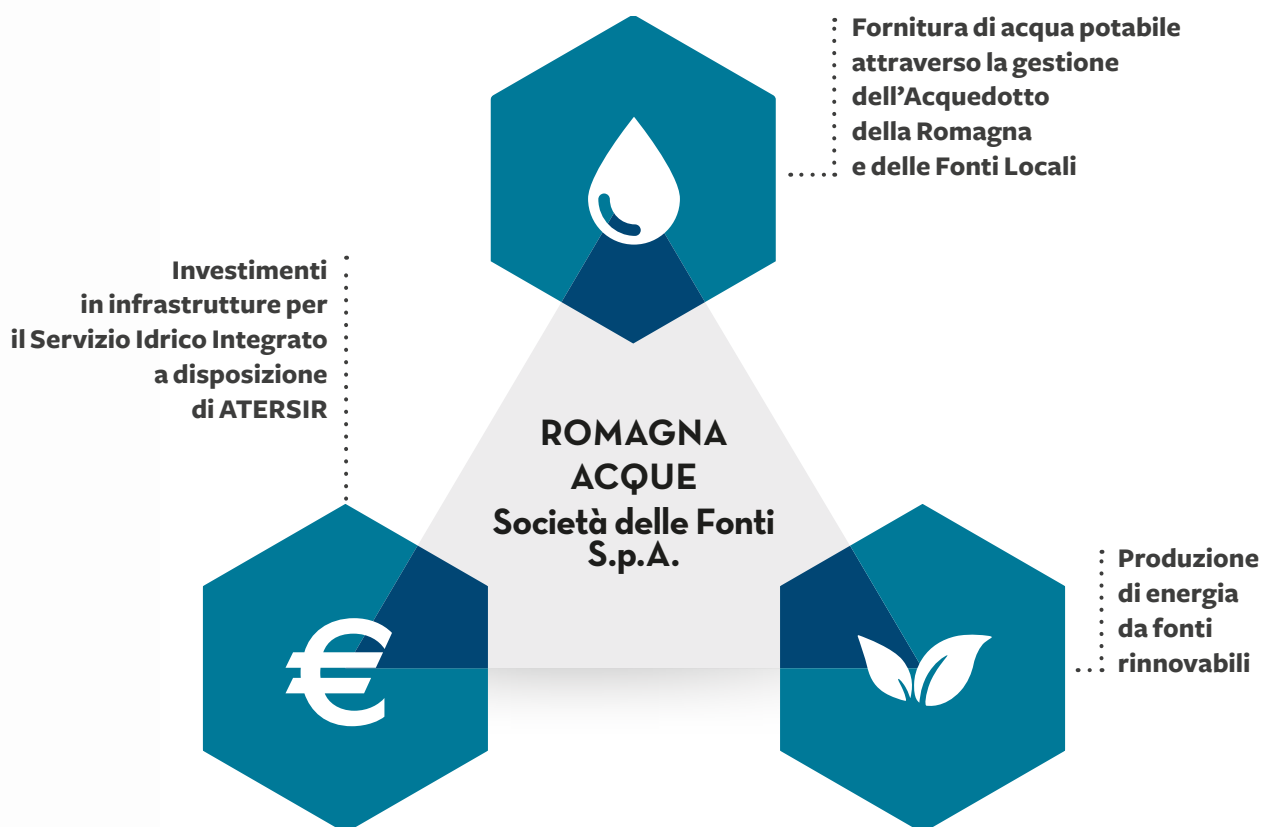 Fornitura di acqua potabile
attraverso la gestione
dell’Acquedotto
della Romagna
e delle Fonti Locali
Investimenti
in infrastrutture per
il Servizio Idrico Integrato
a disposizione
di ATERSIR
ROMAGNA
ACQUE
Società delle Fonti
S.p.A.
Produzione
di energia
da fonti
rinnovabili
€